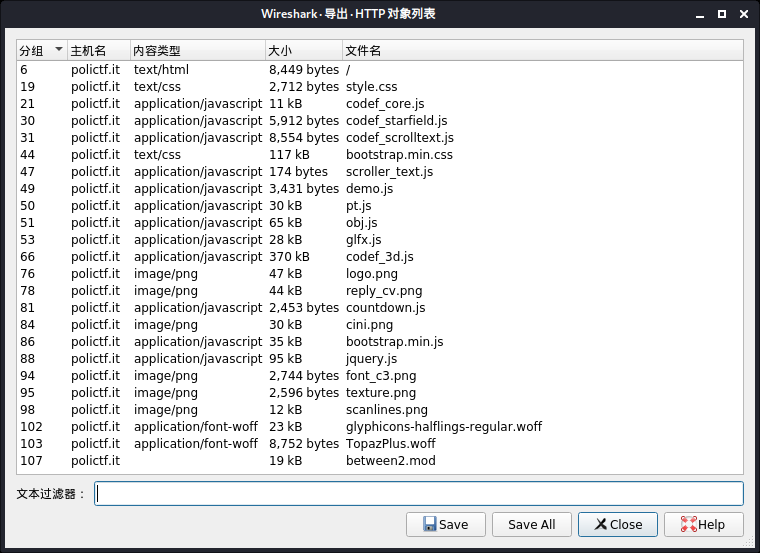 Wireshark · 导出 · HTTP 对象列表
分组 主机名 内容类型 大小 文件名
6 polictf.it text/html 8,449 bytes /
19 polictf.it text/css 2,712 bytes style.css
21 polictf.it application/javascript 11 kB codef_core.js
30 polictf.it application/javascript 5,912 bytes codef_starfield.js
31 polictf.it application/javascript 8,554 bytes codef_scrolltext.js
44 polictf.it text/css 117 kB bootstrap.min.css
47 polictf.it application/javascript 174 bytes scroller_text.js
49 polictf.it application/javascript 3,431 bytes demo.js
50 polictf.it application/javascript 30 kB pt.js
51 polictf.it application/javascript 65 kB obj.js
53 polictf.it application/javascript 28 kB glfx.js
66 polictf.it application/javascript 370 kB codef_3d.js
76 polictf.it image/png 47 kB logo.png
78 polictf.it image/png 44 kB reply_cv.png
81 polictf.it application/javascript 2,453 bytes countdown.js
84 polictf.it image/png 30 kB cini.png
86 polictf.it application/javascript 35 kB bootstrap.min.js
88 polictf.it application/javascript 95 kB jquery.js
94 polictf.it image/png 2,744 bytes font_c3.png
95 polictf.it image/png 2,596 bytes texture.png
98 polictf.it image/png 12 kB scanlines.png
102 polictf.it application/font-woff 23 kB glyphicons-halflings-regular.woff
103 polictf.it application/font-woff 8,752 bytes TopazPlus.woff
107 polictf.it 19 kB between2.mod
文本过滤器：
Save Save All Close Help